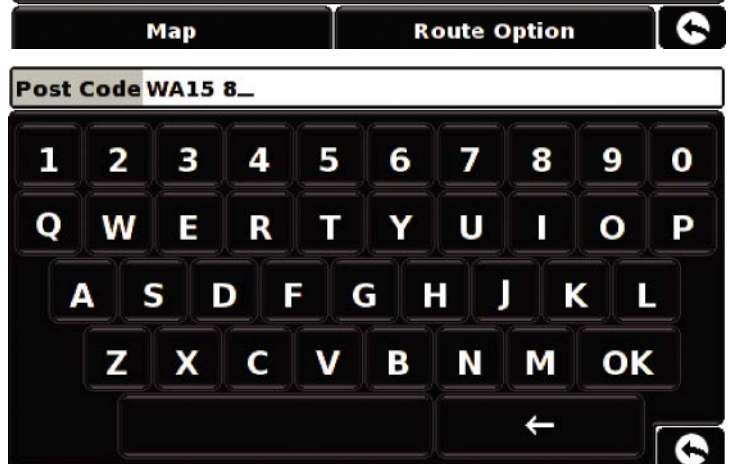 Map Route Option
Post Code WA15 8_
1 2 3 4 5 6 7 8 9 0
Q W E R T Y U I O P
A S D F G H J K L
Z X C V B N M OK
←